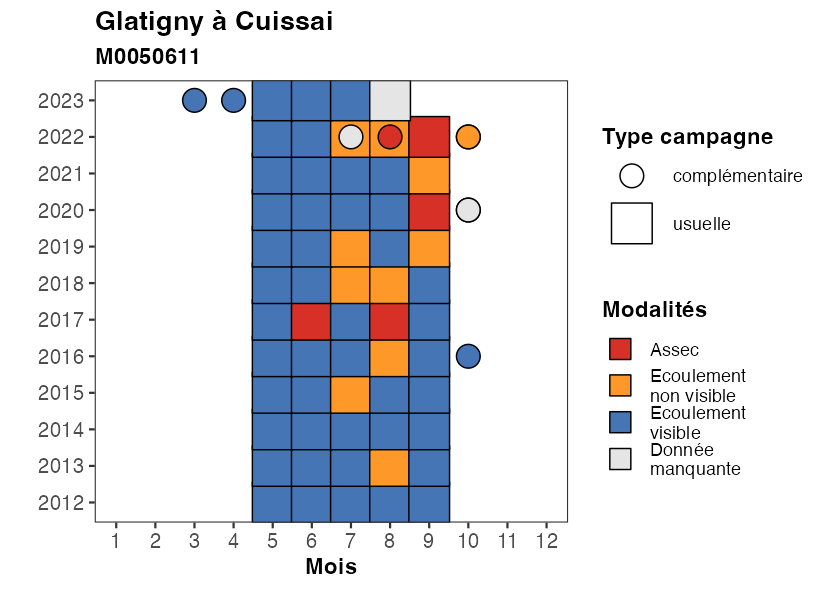 Glatigny à Cuissai
M0050611
2023
2022
2021
2020
2019
2018
2017
2016
2015
2014
2013
2012
1 2 3 4 5 6 7 8 9 10 11 12
Mois
Type campagne
complémentaire
usuelle
Modalités
Assec
Ecoulement
non visible
Ecoulement
visible
Donnée
manquante